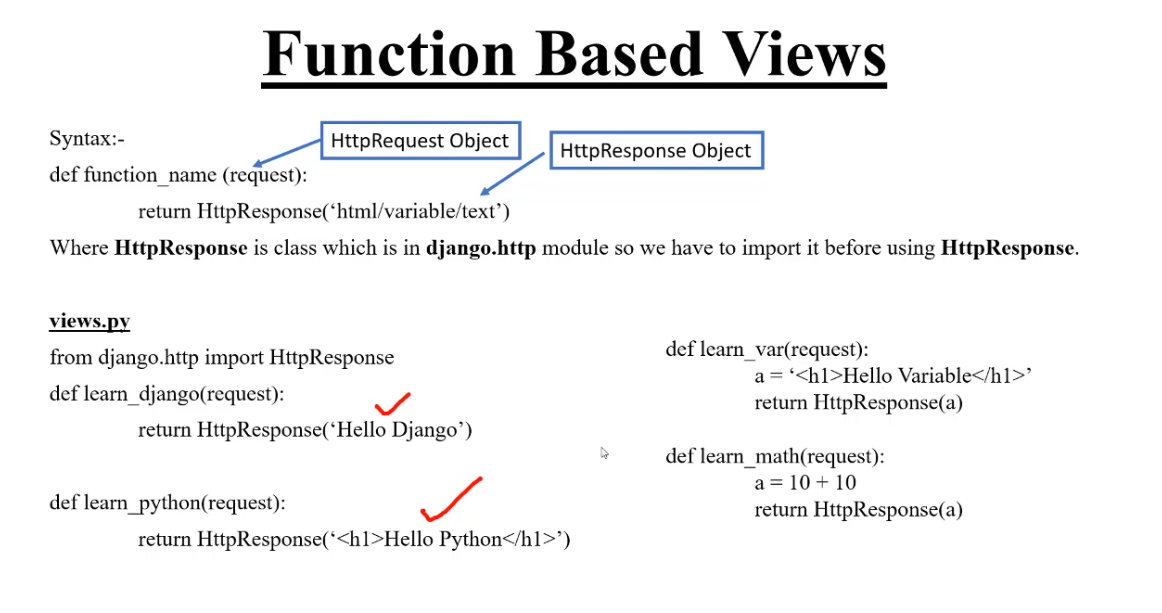 Function Based Views
Syntax:-
HttpRequest Object
HttpResponse Object
def function_name (request):
return HttpResponse(‘html/variable/text’)
Where HttpResponse is class which is in django.http module so we have to import it before using HttpResponse.
views.py
from django.http import HttpResponse
def learn_django(request):
return HttpResponse(‘Hello Django’)
def learn_python(request):
return HttpResponse(‘<h1>Hello Python</h1>’)
def learn_var(request):
a = ‘<h1>Hello Variable</h1>’
return HttpResponse(a)
def learn_math(request):
a = 10 + 10
return HttpResponse(a)